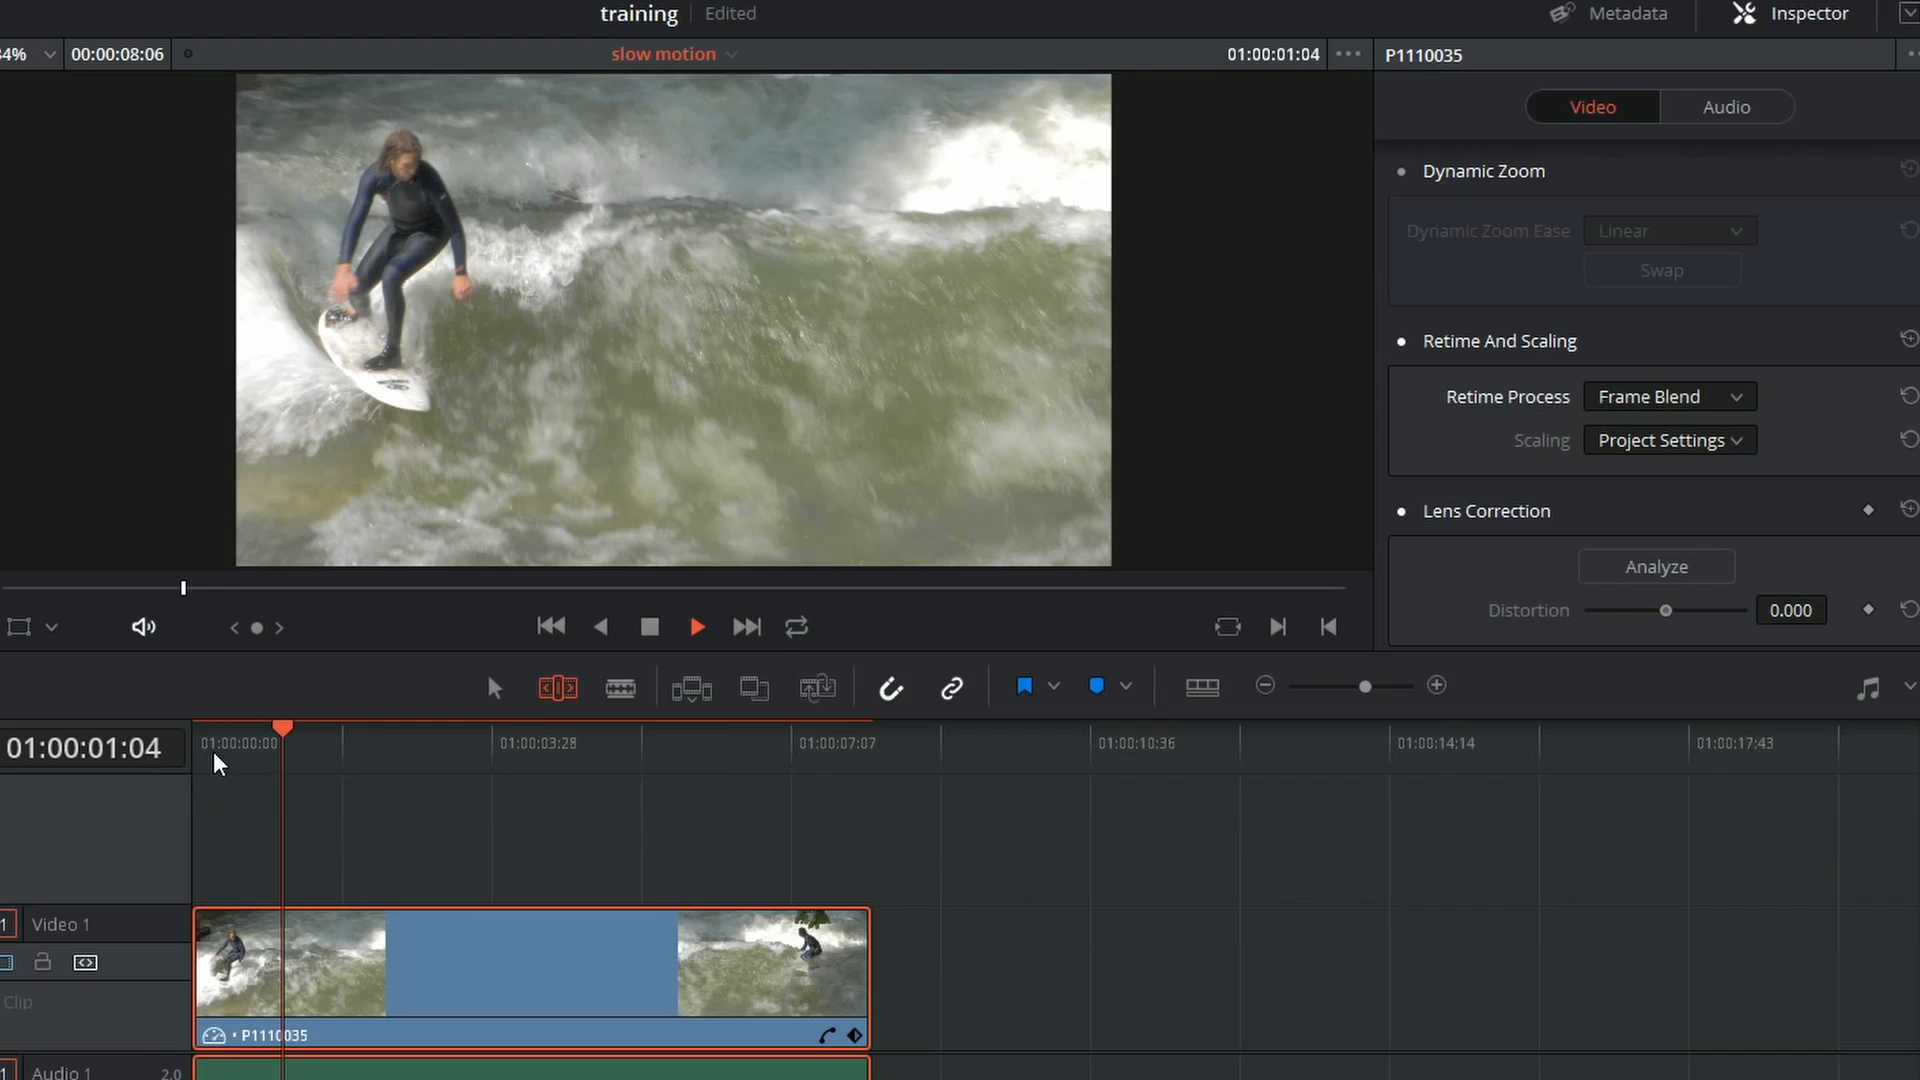 training Edited Metadata Inspector
34% 00:00:08:06 slow motion 01:00:01:04 P1110035
Video Audio
Dynamic Zoom
Dynamic Zoom Ease Linear
Swap
Retime And Scaling
Retime Process Frame Blend
Scaling Project Settings
Lens Correction
Analyze
Distortion 0.000
01:00:01:04 01:00:00:00 01:00:03:28 01:00:07:07 01:00:10:36 01:00:14:14 01:00:17:43
1 Video 1
Clip
P1110035
1 Audio 1 2.0